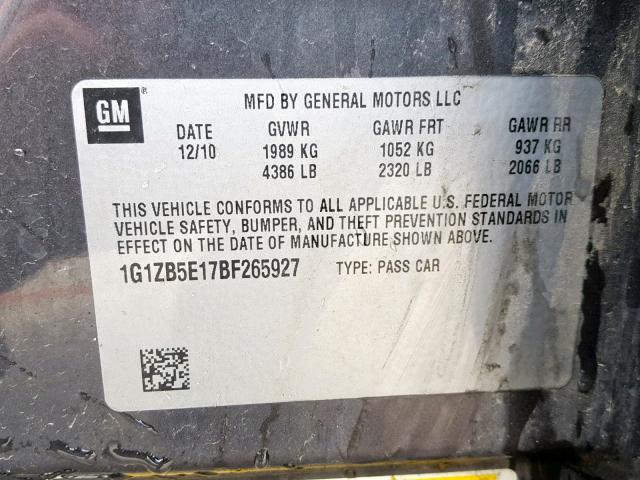 GM
MFD BY GENERAL MOTORS LLC
DATE GVWR GAWR FRT GAWR RR
12/10 1989 KG 1052 KG 937 KG
4386 LB 2320 LB 2066 LB
THIS VEHICLE CONFORMS TO ALL APPLICABLE U.S. FEDERAL MOTOR
VEHICLE SAFETY, BUMPER, AND THEFT PREVENTION STANDARDS IN
EFFECT ON THE DATE OF MANUFACTURE SHOWN ABOVE.
1G1ZB5E17BF265927 TYPE: PASS CAR